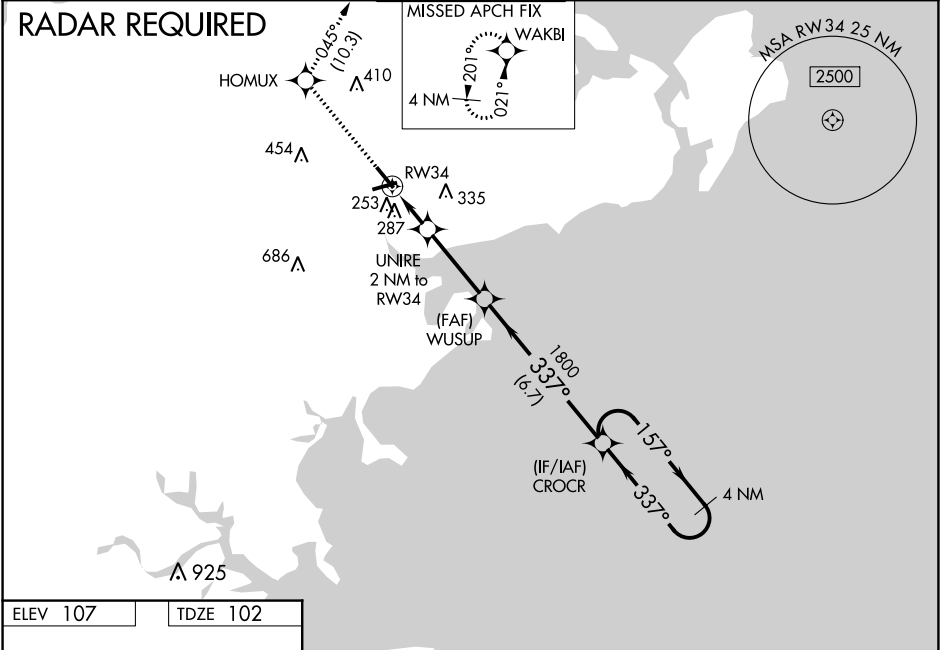 RADAR REQUIRED
045°
(10.3)
HOMUX
410
MISSED APCH FIX
WAKBI
201°
4 NM
021°
MSA RW34 25 NM
2500
454
RW34
335
253
287
UNIRE
2 NM to
RW34
686
(FAF)
WUSUP
1800
337°
(6.7)
(IF/IAF)
CROCR
157°
337°
4 NM
925
ELEV 107
TDZE 102